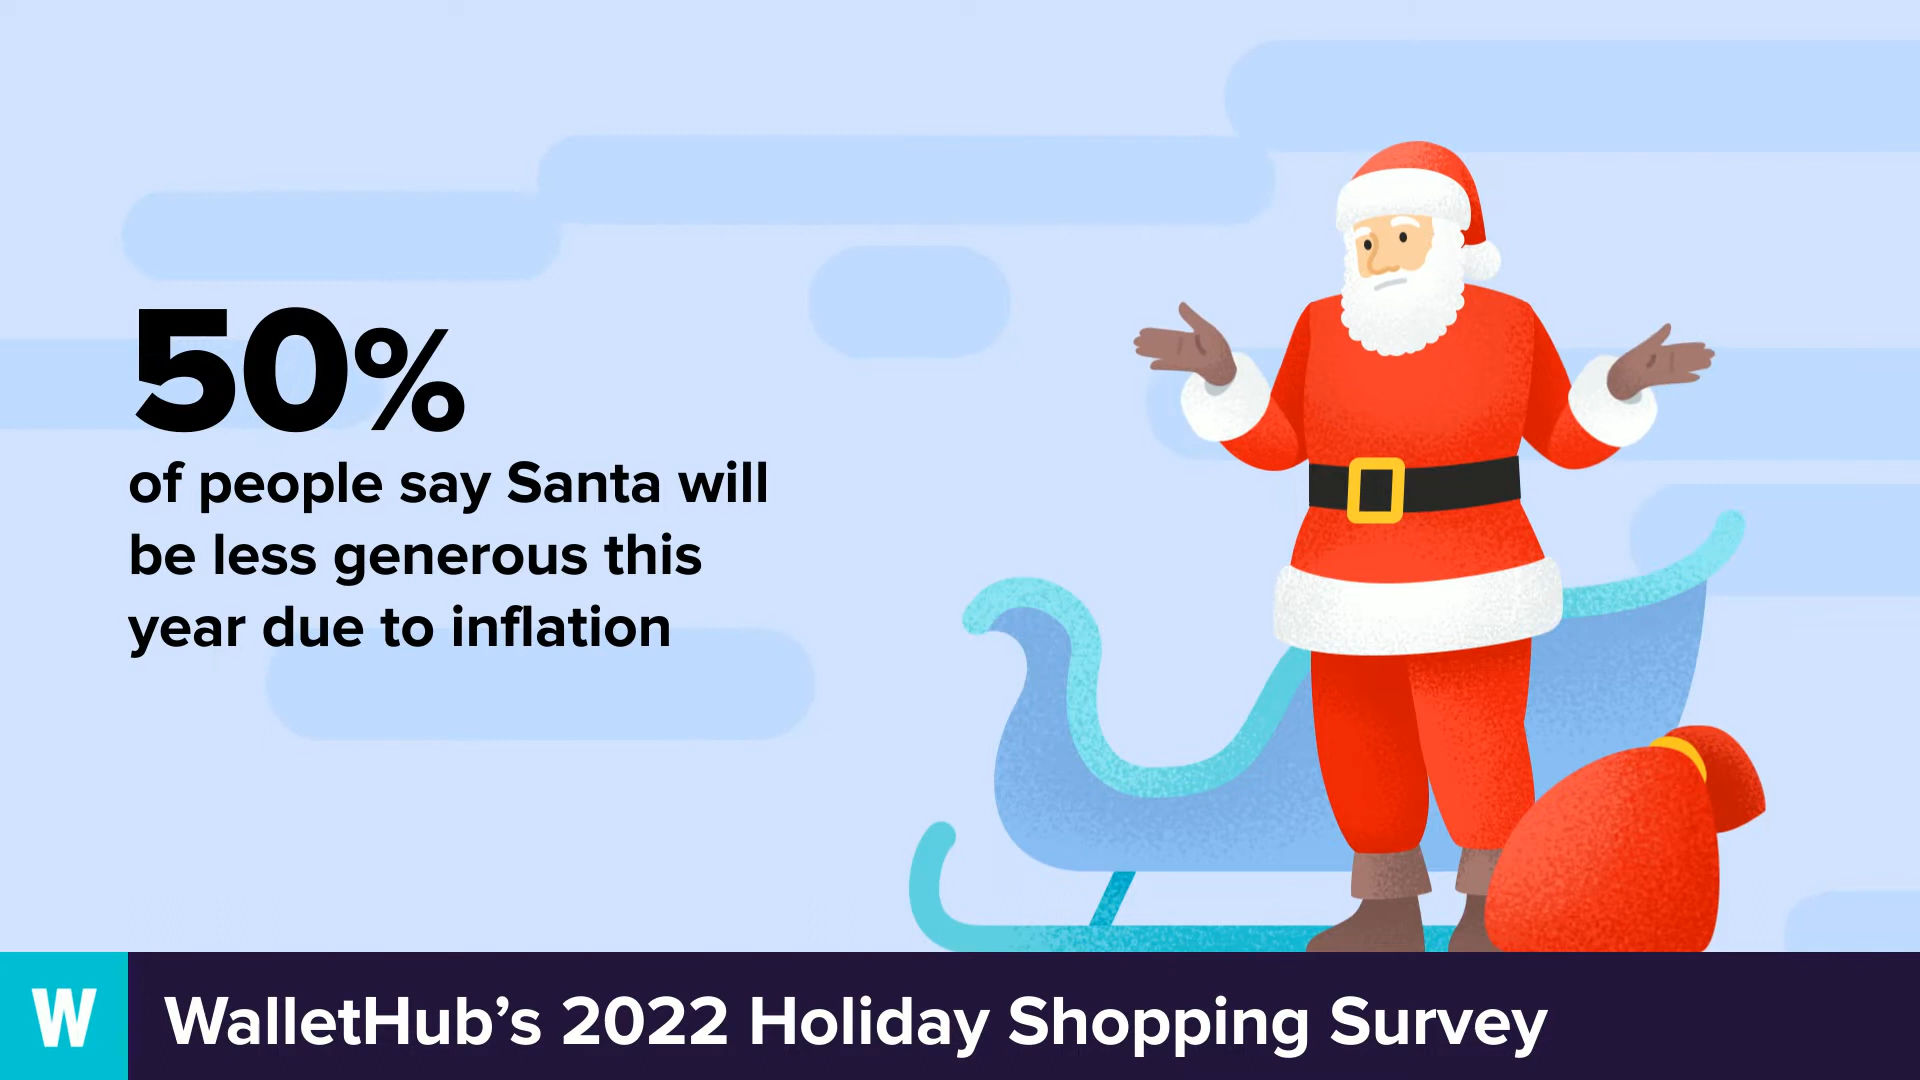 50%
of people say Santa will
be less generous this
year due to inflation
W
WalletHub’s 2022 Holiday Shopping Survey